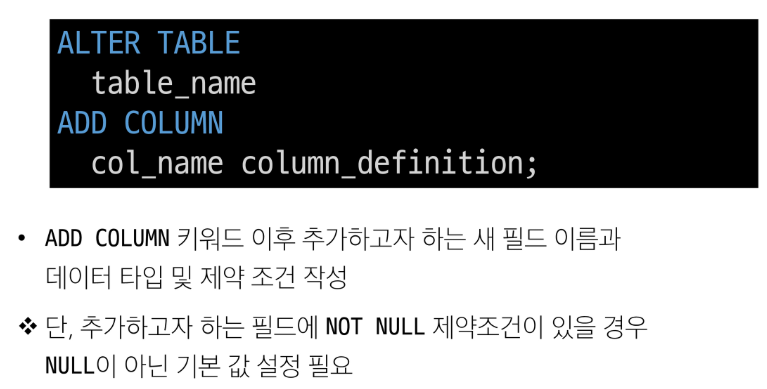 ALTER TABLE
table_name
ADD COLUMN
col_name column_definition;
• ADD COLUMN 키워드 이후 추가하고자 하는 새 필드 이름과
데이터 타입 및 제약 조건 작성
❖ 단, 추가하고자 하는 필드에 NOT NULL 제약조건이 있을 경우
NULL이 아닌 기본 값 설정 필요